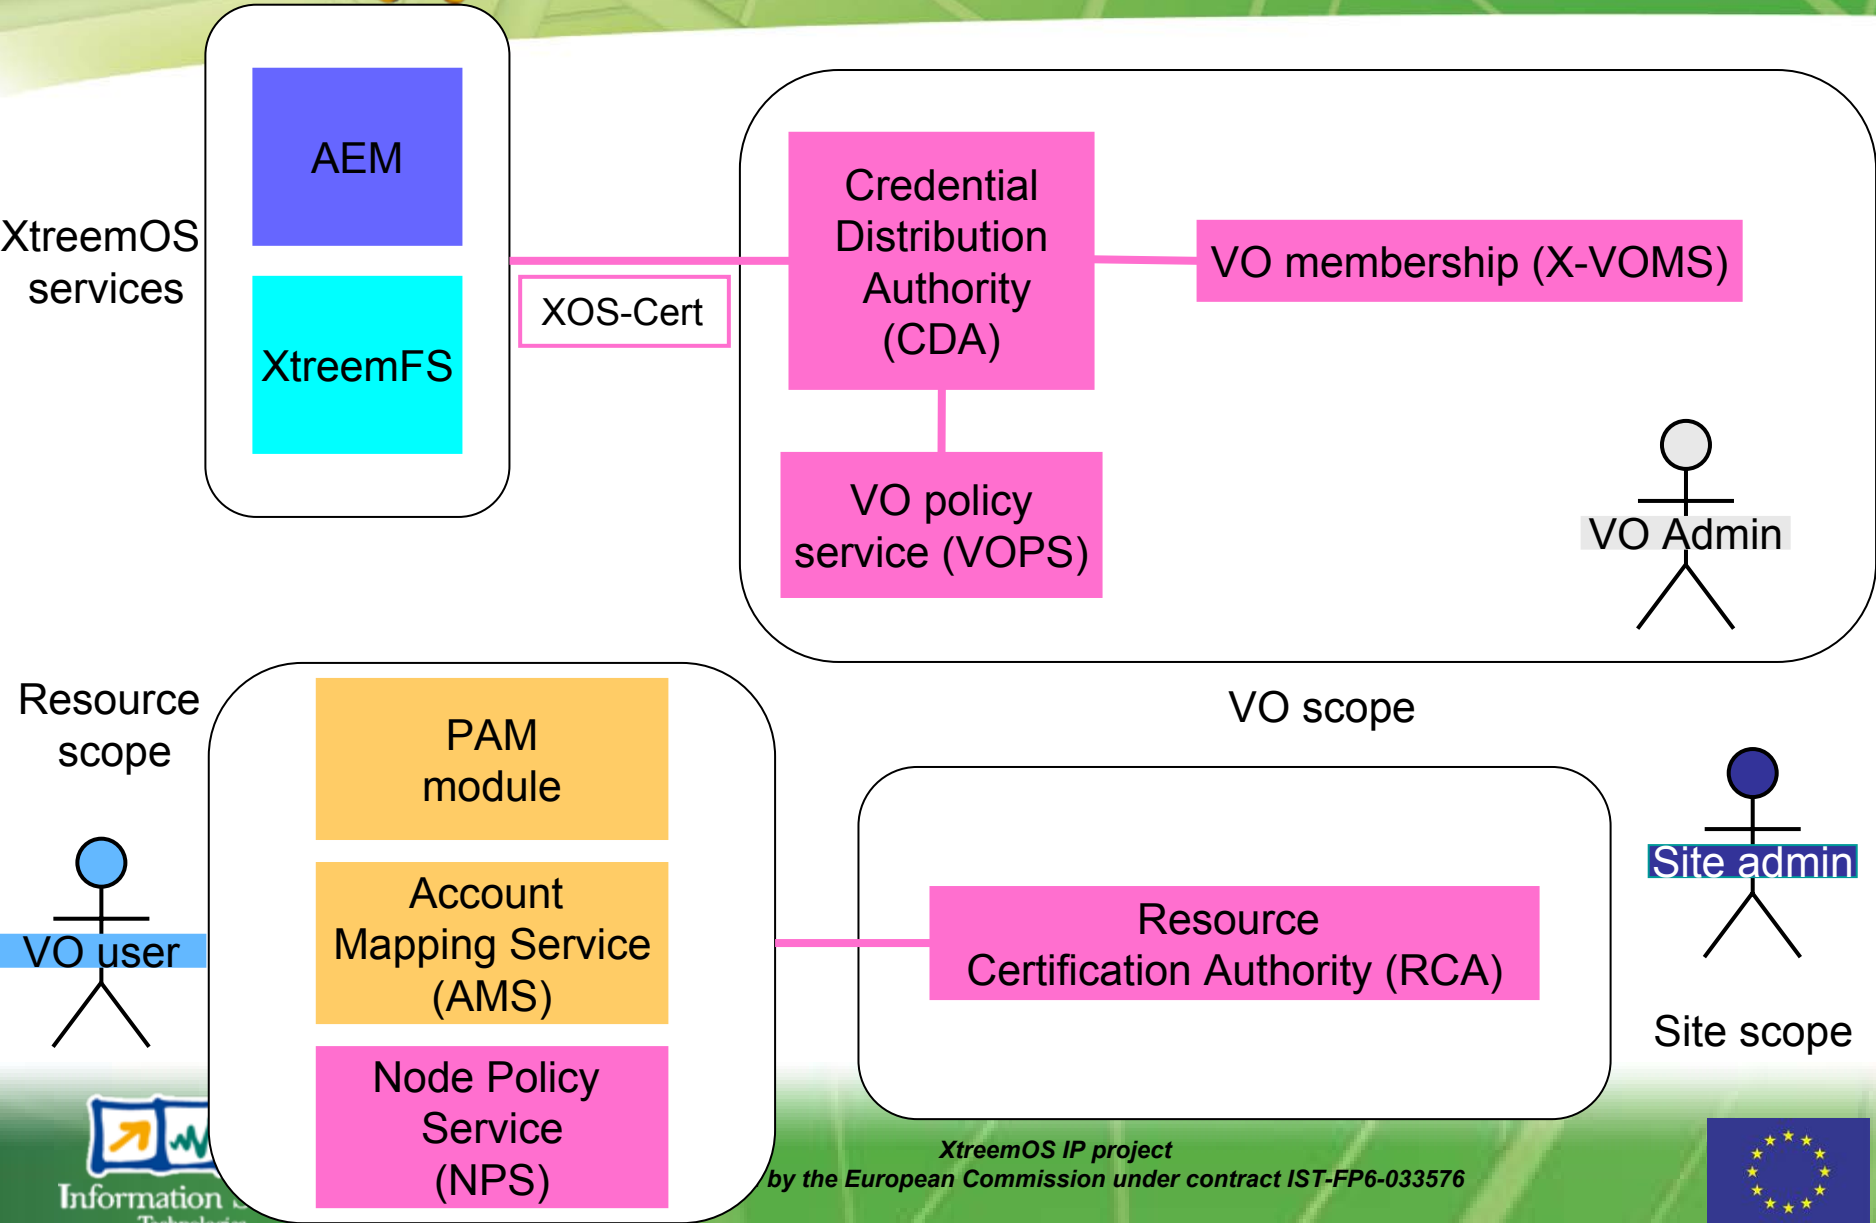 AEM
XtreemOS
services
XtreemFS
XOS-Cert
Credential
Distribution
Authority
(CDA)
VO membership (X-VOMS)
VO policy
service (VOPS)
VO Admin
Resource
scope
VO scope
PAM
module
Account
Mapping Service
(AMS)
Node Policy
Service
(NPS)
VO user
Resource
Certification Authority (RCA)
Site admin
Site scope
Information
XtreemOS IP project
by the European Commission under contract IST-FP6-033576